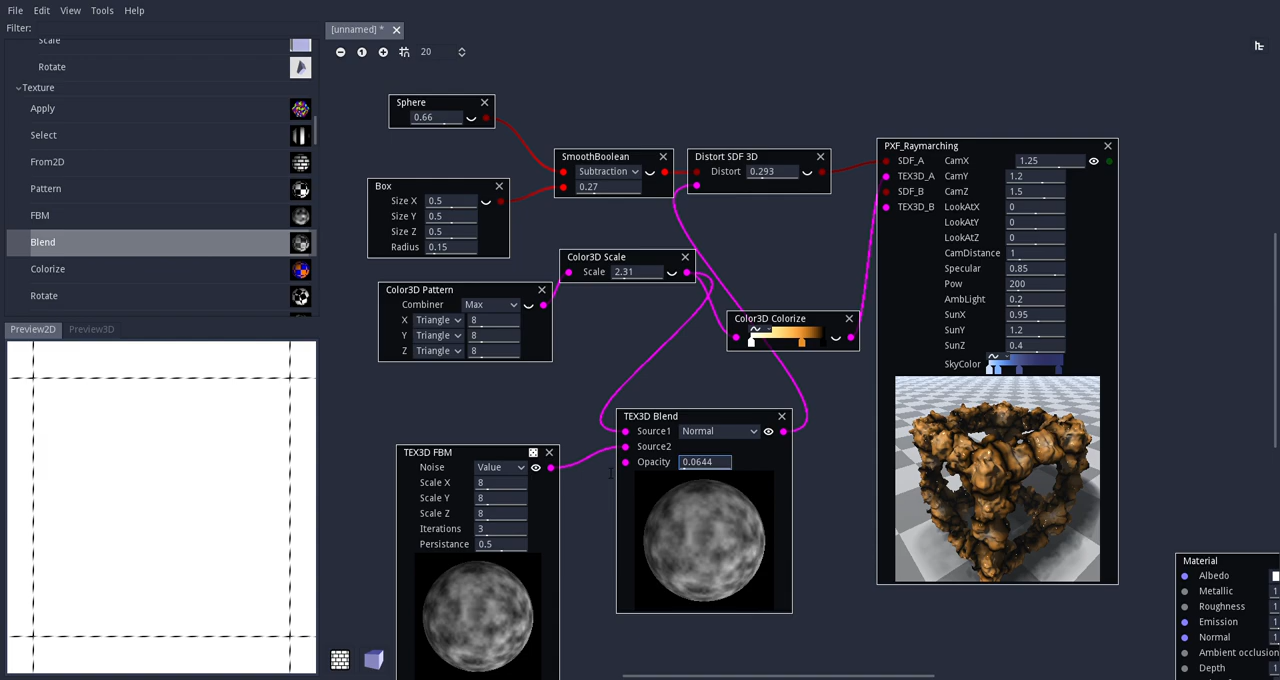 File Edit View Tools Help
Filter:
Scale
Rotate
Texture
Apply
Select
From2D
Pattern
FBM
Blend
Colorize
Rotate
Preview2D Preview3D
[unnamed] *
20
Sphere
0.66
Box
Size X 0.5
Size Y 0.5
Size Z 0.5
Radius 0.15
SmoothBoolean
Subtraction
0.27
Distort SDF 3D
Distort 0.293
Color3D Scale
Scale 2.31
Color3D Pattern
Combiner Max
X Triangle 8
Y Triangle 8
Z Triangle 8
Color3D Colorize
TEX3D Blend
Source1 Normal
Source2
Opacity 0.0644
TEX3D FBM
Noise Value
Scale X 8
Scale Y 8
Scale Z 8
Iterations 3
Persistance 0.5
PXF_Raymarching
SDF_A CamX 1.25
TEX3D_A CamY 1.2
SDF_B CamZ 1.5
TEX3D_B LookAtX 0
LookAtY 0
LookAtZ 0
CamDistance 1
Specular 0.85
Pow 200
AmbLight 0.2
SunX 0.95
SunY 1.2
SunZ 0.4
SkyColor
Material
Albedo
Metallic 1
Roughness 1
Emission
Normal
Ambient occlusion
Depth 1